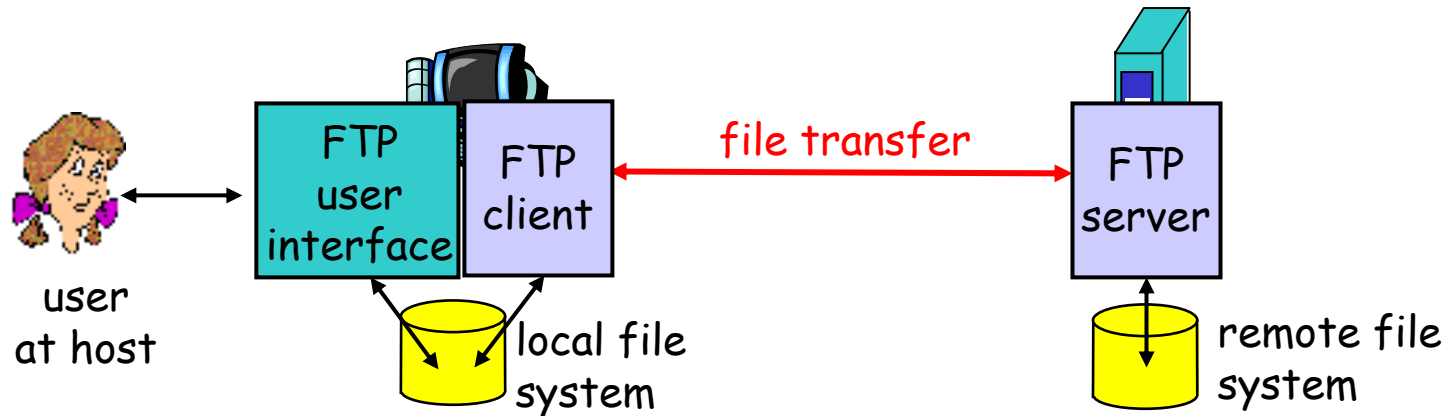 FTP
user
interface
FTP
client
file transfer
FTP
server
user
at host
local file
system
remote file
system